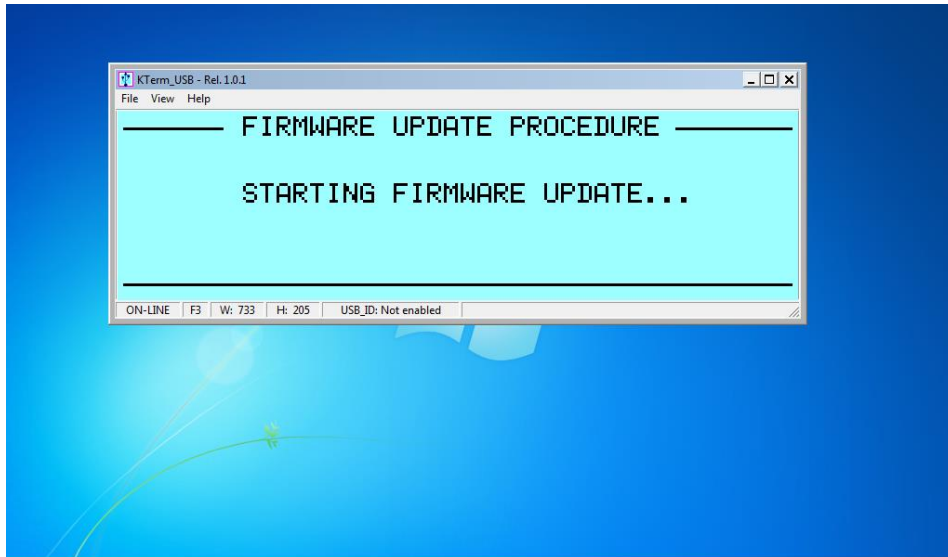 KTerm_USB - Rel. 1.0.1
File View Help
FIRMWARE UPDATE PROCEDURE
STARTING FIRMWARE UPDATE...
ON-LINE F3 W: 733 H: 205 USB_ID: Not enabled